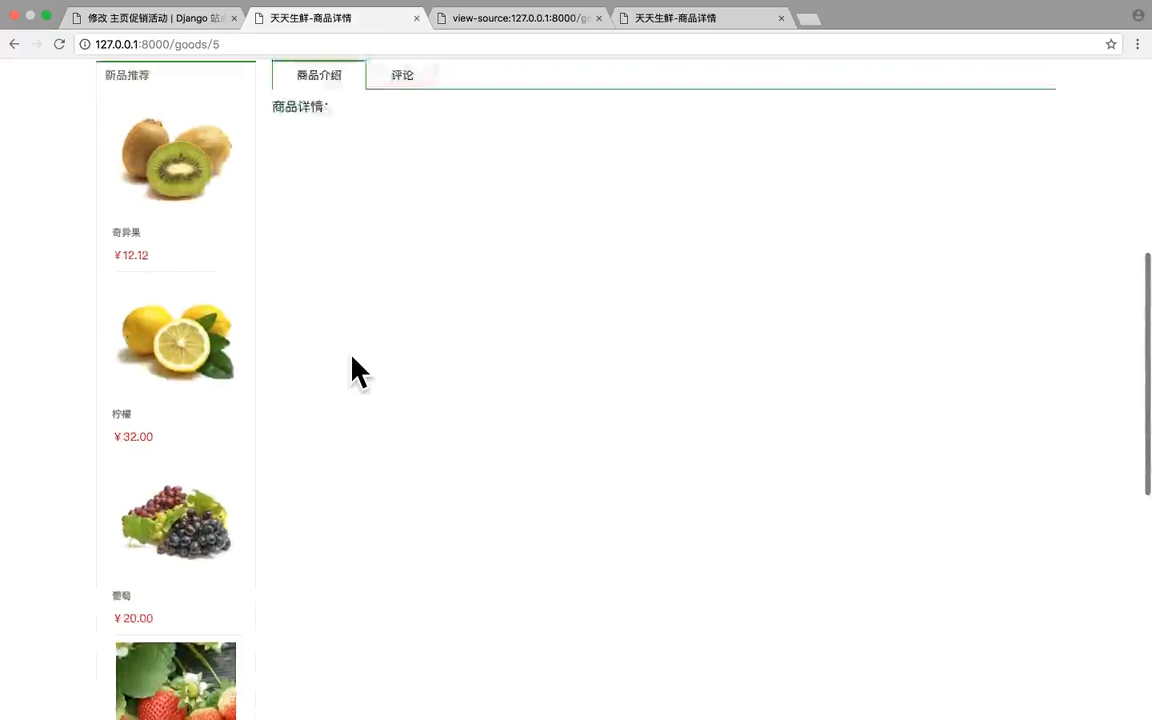 修改 主页促销活动 | Django 站点
天天生鲜-商品详情
view-source:127.0.0.1:8000/go
天天生鲜-商品详情
127.0.0.1:8000/goods/5
新品推荐
商品介绍
评论
商品详情：
奇异果
￥12.12
柠檬
￥32.00
葡萄
￥20.00